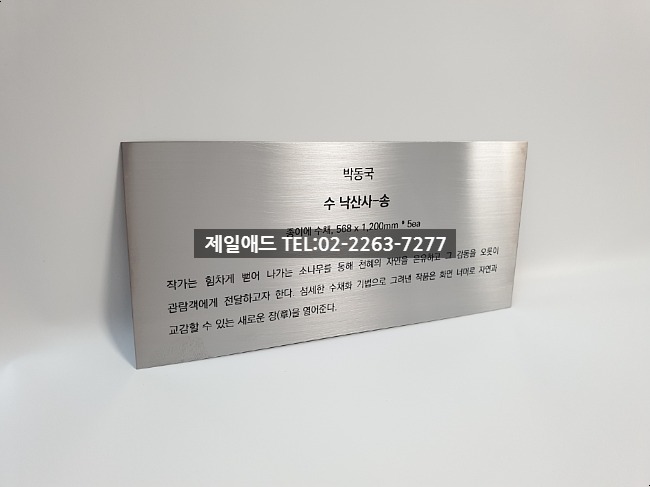 박동국
수 낙산사-송
종이에 수채, 568 x 1,200mm * 5ea
제일애드 TEL:02-2263-7277
작가는 힘차게 뻗어 나가는 소나무를 통해 천혜의 자연을 은유하고 그 감동을 오롯이
관람객에게 전달하고자 한다. 섬세한 수채화 기법으로 그려낸 작품은 화면 너머로 자연과
교감할 수 있는 새로운 장(章)을 열어준다.